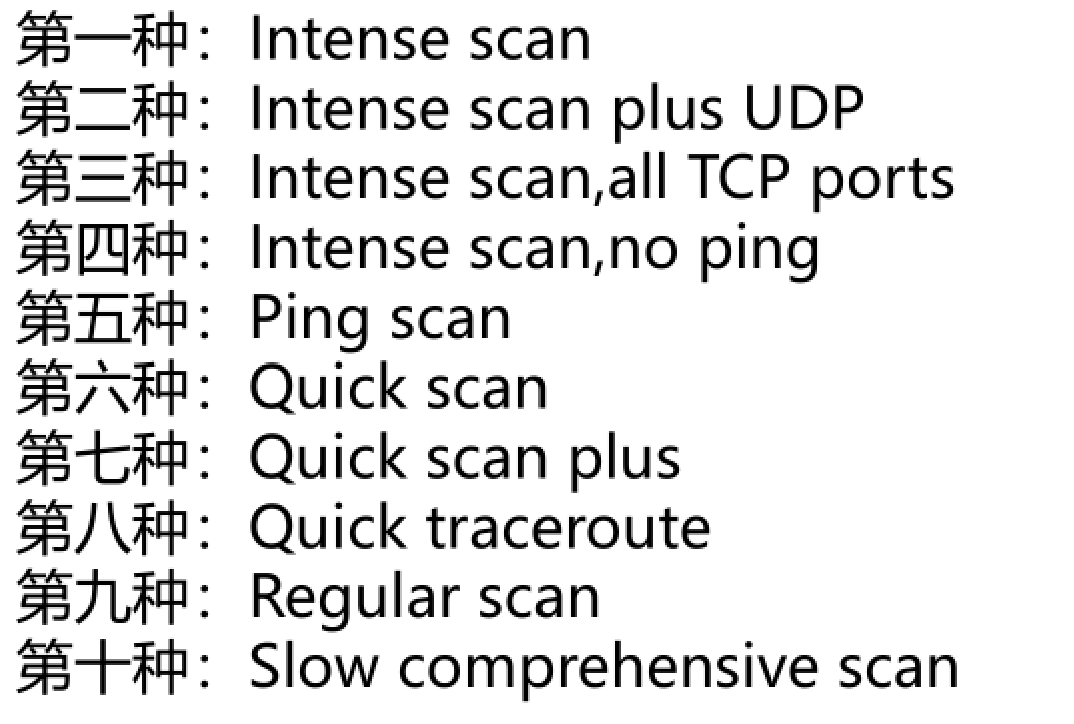 第一种：Intense scan
第二种：Intense scan plus UDP
第三种：Intense scan,all TCP ports
第四种：Intense scan,no ping
第五种：Ping scan
第六种：Quick scan
第七种：Quick scan plus
第八种：Quick traceroute
第九种：Regular scan
第十种：Slow comprehensive scan